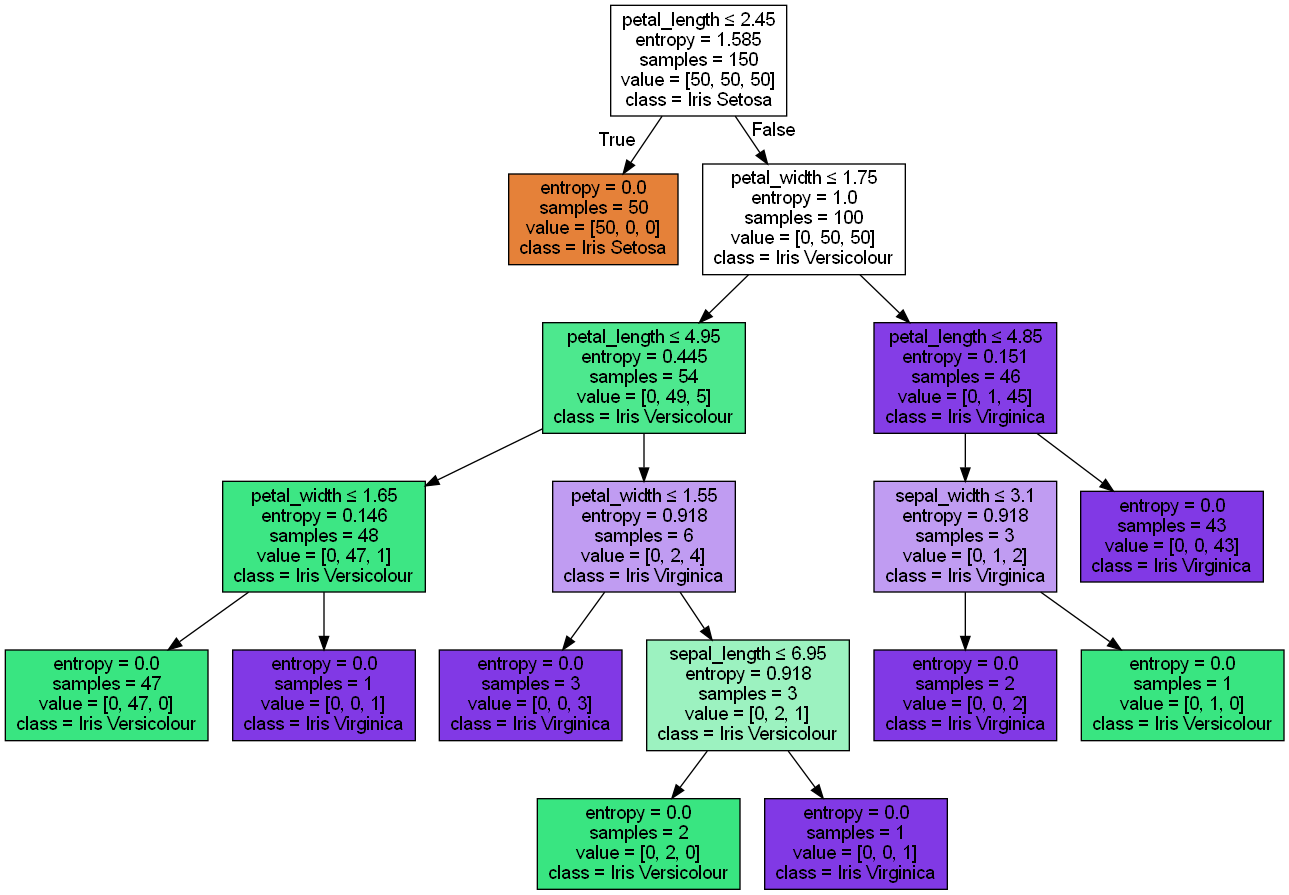 petal_length ≤ 2.45
entropy = 1.585
samples = 150
value = [50, 50, 50]
class = Iris Setosa
True
False
entropy = 0.0
samples = 50
value = [50, 0, 0]
class = Iris Setosa
petal_width ≤ 1.75
entropy = 1.0
samples = 100
value = [0, 50, 50]
class = Iris Versicolour
petal_length ≤ 4.95
entropy = 0.445
samples = 54
value = [0, 49, 5]
class = Iris Versicolour
petal_length ≤ 4.85
entropy = 0.151
samples = 46
value = [0, 1, 45]
class = Iris Virginica
petal_width ≤ 1.65
entropy = 0.146
samples = 48
value = [0, 47, 1]
class = Iris Versicolour
petal_width ≤ 1.55
entropy = 0.918
samples = 6
value = [0, 2, 4]
class = Iris Virginica
sepal_width ≤ 3.1
entropy = 0.918
samples = 3
value = [0, 1, 2]
class = Iris Virginica
entropy = 0.0
samples = 43
value = [0, 0, 43]
class = Iris Virginica
entropy = 0.0
samples = 47
value = [0, 47, 0]
class = Iris Versicolour
entropy = 0.0
samples = 1
value = [0, 0, 1]
class = Iris Virginica
entropy = 0.0
samples = 3
value = [0, 0, 3]
class = Iris Virginica
sepal_length ≤ 6.95
entropy = 0.918
samples = 3
value = [0, 2, 1]
class = Iris Versicolour
entropy = 0.0
samples = 2
value = [0, 0, 2]
class = Iris Virginica
entropy = 0.0
samples = 1
value = [0, 1, 0]
class = Iris Versicolour
entropy = 0.0
samples = 2
value = [0, 2, 0]
class = Iris Versicolour
entropy = 0.0
samples = 1
value = [0, 0, 1]
class = Iris Virginica